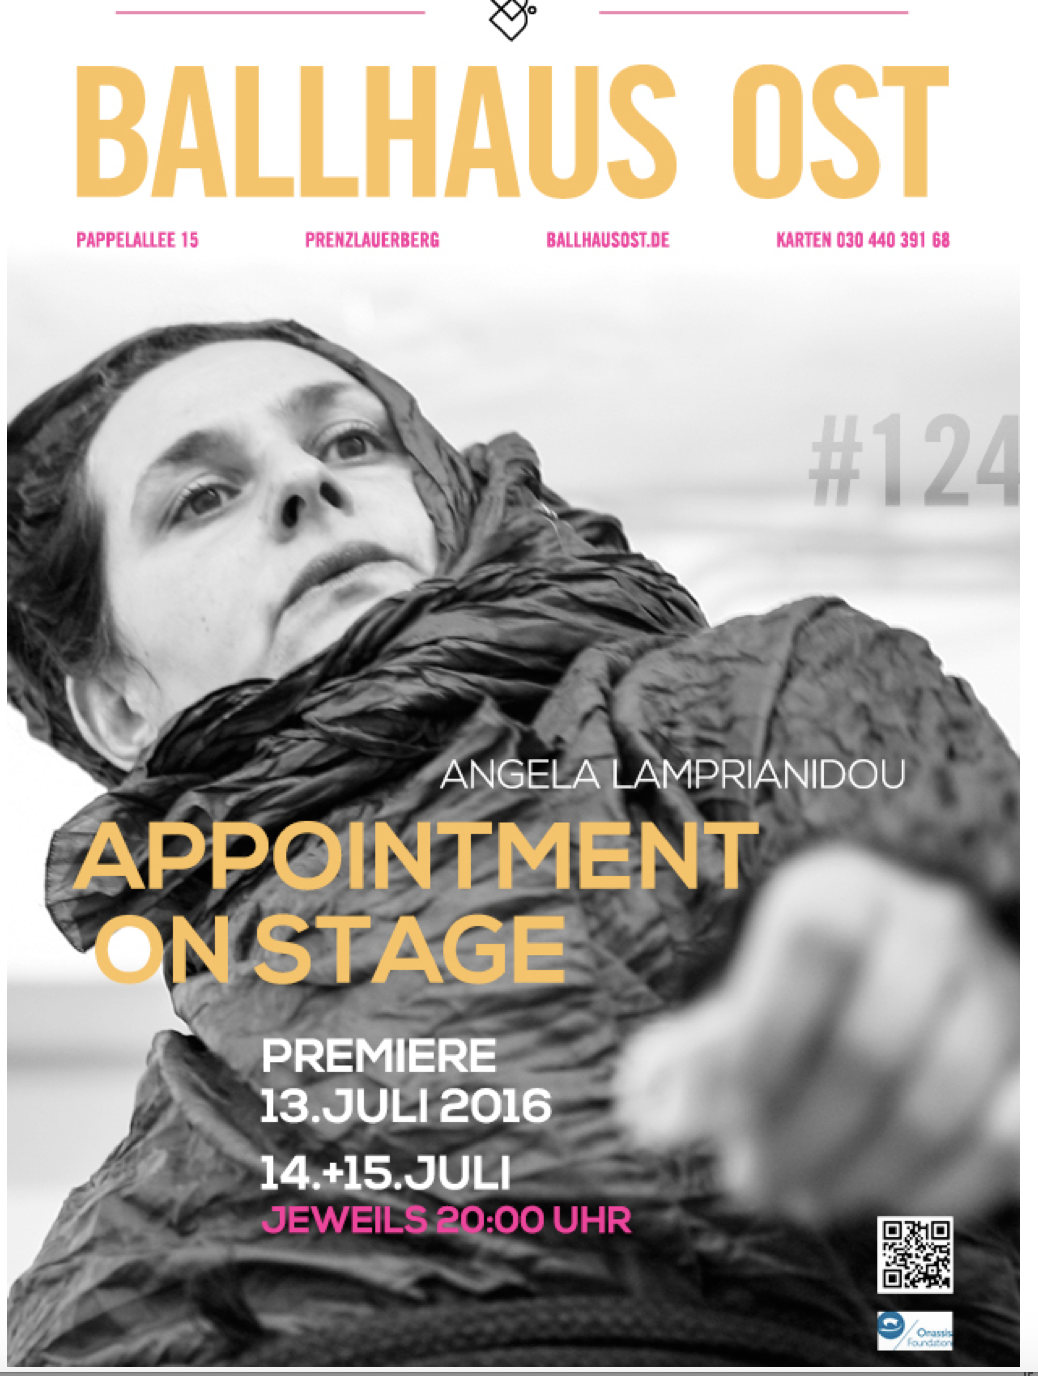 BALLHAUS OST
PAPPELALLEE 15 PRENZLAUERBERG BALLHAUSOST.DE KARTEN 030 440 391 68
#124
ANGELA LAMPRIANIDOU
APPOINTMENT
ON STAGE
PREMIERE
13.JULI 2016
14.+15.JULI
JEWEILS 20:00 UHR
Onassis
Foundation